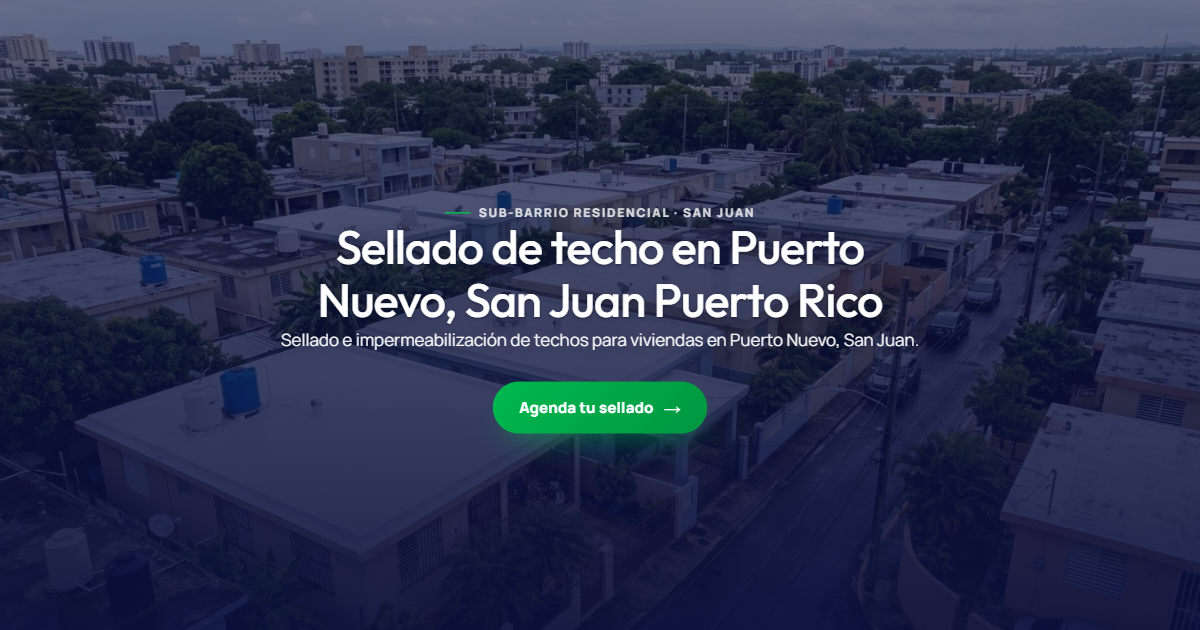 SUB-BARRIO RESIDENCIAL · SAN JUAN
Sellado de techo en Puerto
Nuevo, San Juan Puerto Rico
Sellado e impermeabilización de techos para viviendas en Puerto Nuevo, San Juan.
Agenda tu sellado →